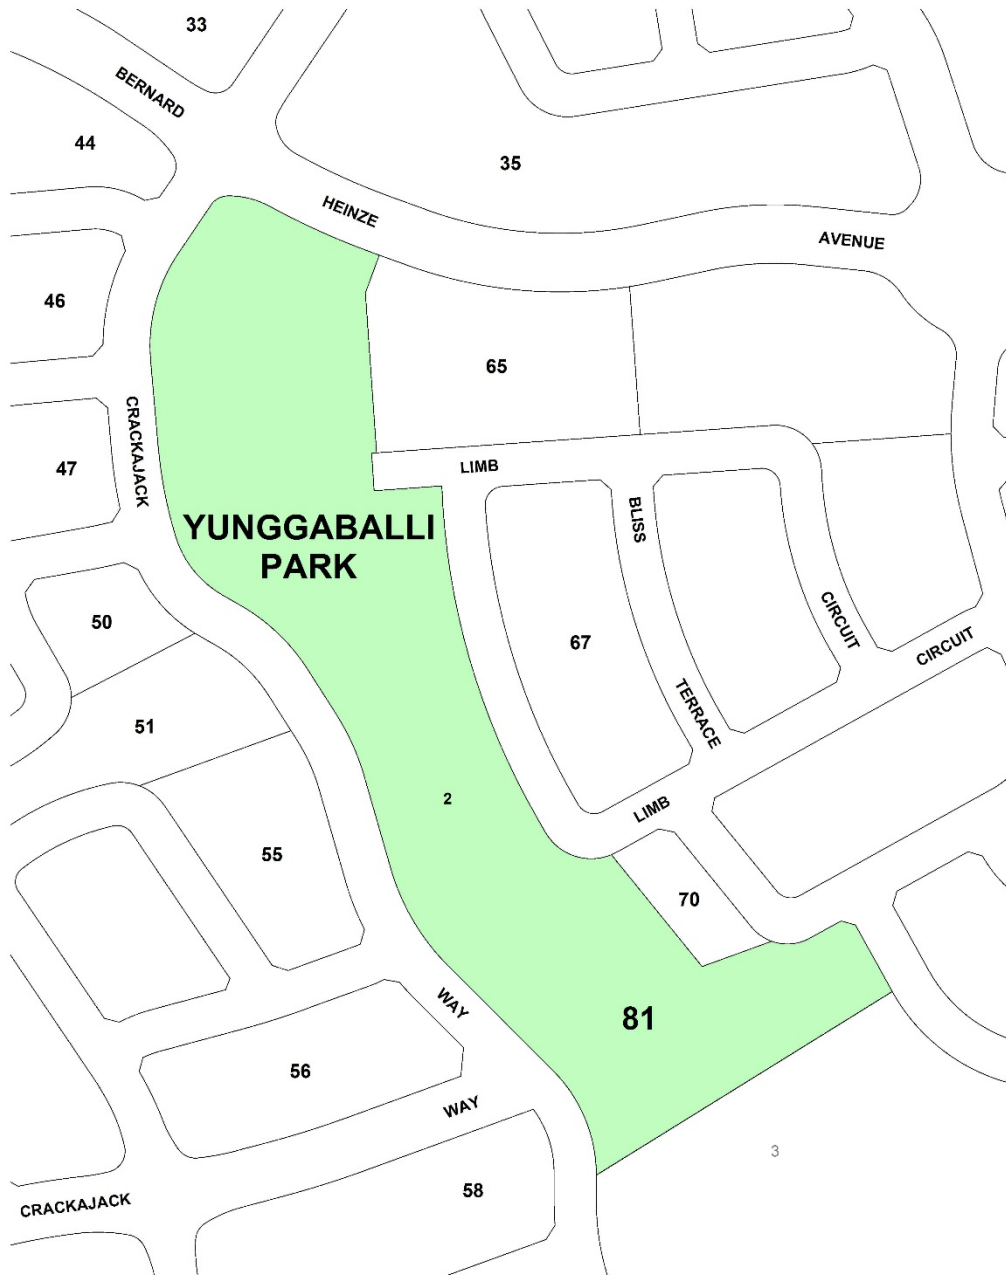 33
BERNARD
44
35
HEINZE
AVENUE
46
65
CRACKAJACK
47
LIMB
BLISS
YUNGGABALLI
PARK
50
67
CIRCUIT
CIRCUIT
51
TERRACE
2
LIMB
55
70
WAY
81
56
WAY
3
58
CRACKAJACK